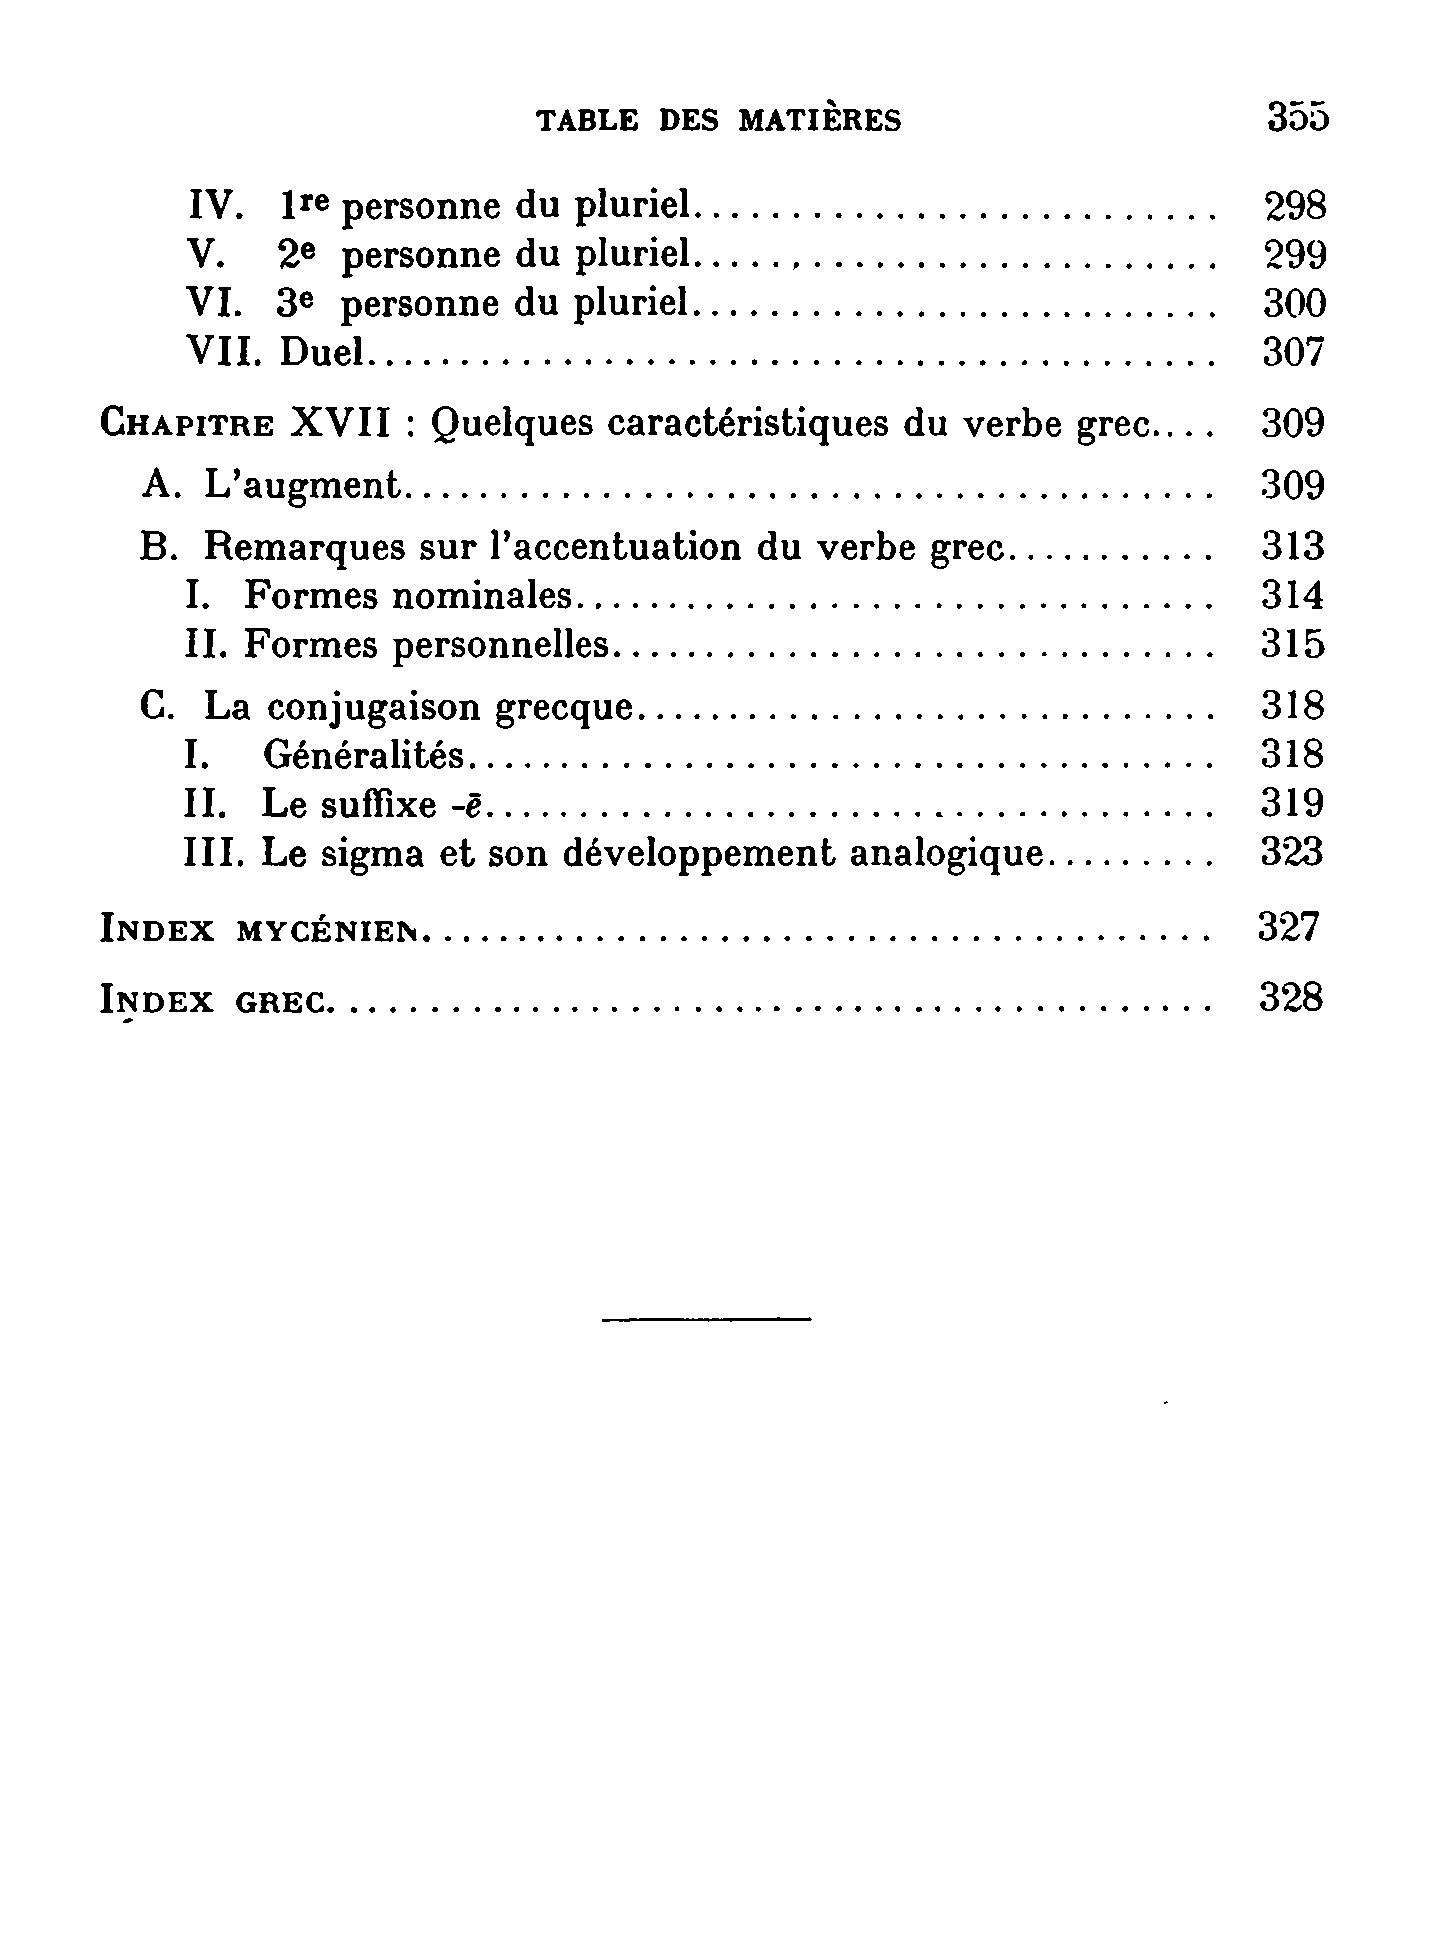 TABLE DES MATIÈRES 355
IV. 1re personne du pluriel.......................... 298
V. 2e personne du pluriel.......................... 299
VI. 3e personne du pluriel.......................... 300
VII. Duel.......................................... 307
CHAPITRE XVII : Quelques caractéristiques du verbe grec.... 309
A. L'augment........................................ 309
B. Remarques sur l'accentuation du verbe grec........... 313
I. Formes nominales................................ 314
II. Formes personnelles.............................. 315
C. La conjugaison grecque............................. 318
I. Généralités..................................... 318
II. Le suffixe -ē.................................... 319
III. Le sigma et son développement analogique......... 323
INDEX MYCÉNIEN....................................... 327
INDEX GREC........................................... 328